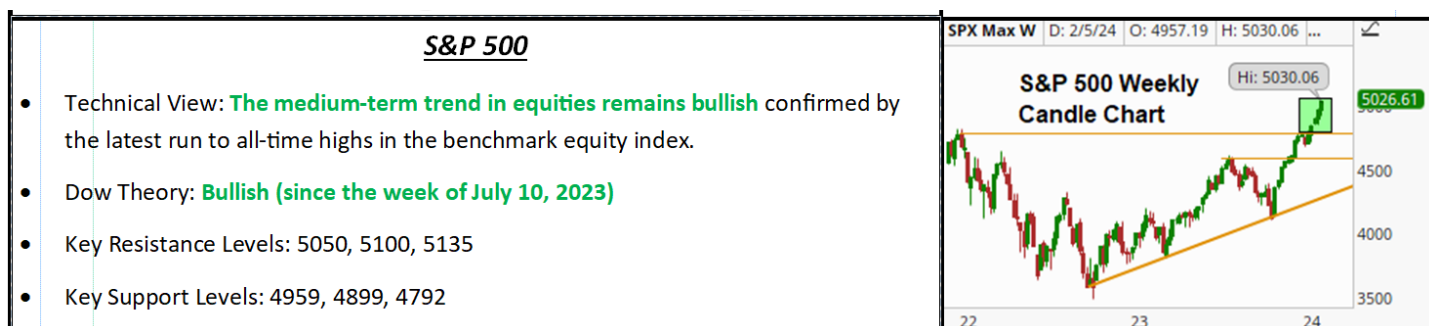 S&P 500
• Technical View: The medium-term trend in equities remains bullish confirmed by
the latest run to all-time highs in the benchmark equity index.
• Dow Theory: Bullish (since the week of July 10, 2023)
• Key Resistance Levels: 5050, 5100, 5135
• Key Support Levels: 4959, 4899, 4792
SPX Max W D: 2/5/24 O: 4957.19 H: 5030.06 ...
S&P 500 Weekly
Candle Chart
Hi: 5030.06
5026.61
4500
4000
3500
22 23 24